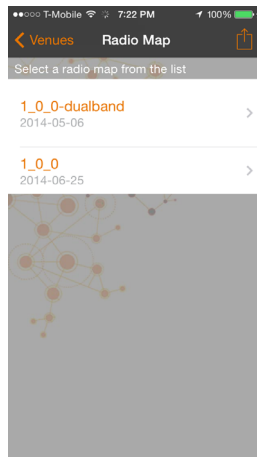 T-Mobile 7:22 PM 100%
Venues Radio Map
Select a radio map from the list
1_0_0-dualband
2014-05-06
1_0_0
2014-06-25